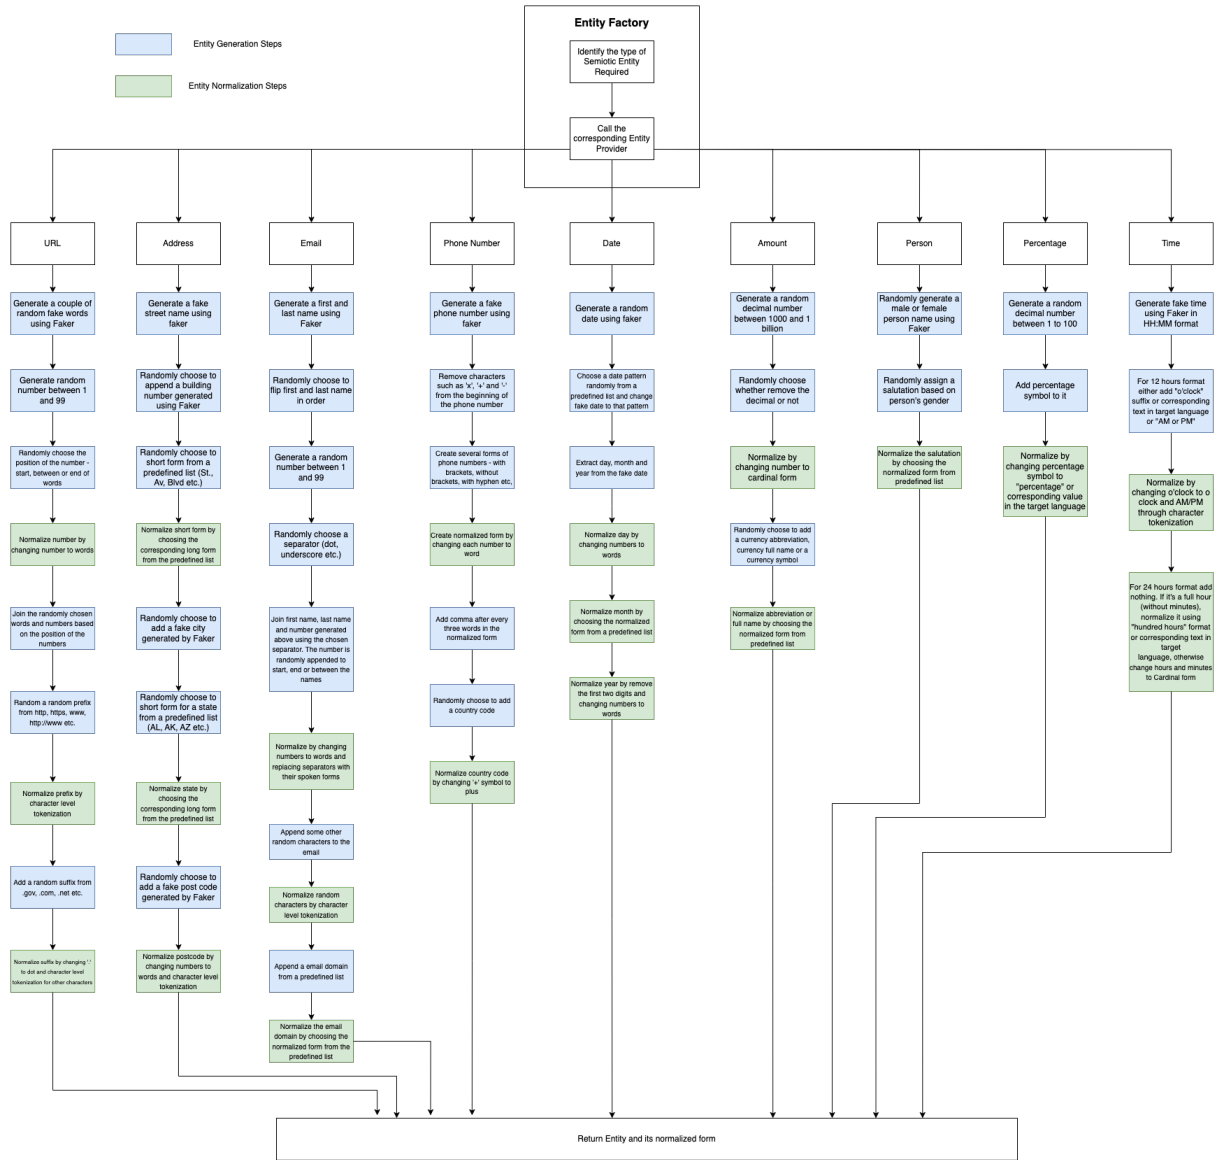 Entity Factory
Identify the type of
Semiotic Entity
Required
Call the
corresponding Entity
Provider
Entity Generation Steps
Entity Normalization Steps
URL
Generate a couple of
random fake words
using Faker
Generate random
number between 1
and 99
Randomly choose the
position of the number -
start, between or end of
words
Normalize number by
changing number to words
Join the randomly chosen
words and numbers based
on the position of the
numbers
Random a random prefix
from http, https, www,
http://www etc.
Normalize prefix by
character level
tokenization
Add a random suffix from
.gov, .com, .net etc.
Normalize suffix by changing '.'
to dot and character level
tokenization for other characters
Address
Generate a fake
street name using
faker
Randomly choose to
append a building
number generated
using Faker
Randomly choose to
short form from a
predefined list (St.,
Av, Blvd etc.)
Normalize short form by
choosing the
corresponding long form
from the predefined list
Randomly choose to
add a fake city
generated by Faker
Randomly choose to
short form for a state
from a predefined list
(AL, AK, AZ etc.)
Normalize state by
choosing the
corresponding long form
from the predefined list
Randomly choose to
add a fake post code
generated by Faker
Normalize postcode by
changing numbers to
words and character level
tokenization
Email
Generate a first and
last name using
Faker
Randomly choose to
flip first and last name
in order
Generate a random
number between 1
and 99
Randomly choose a
separator (dot,
underscore etc.)
Join first name, last name
and number generated
above using the chosen
separator. The number is
randomly appended to
start, end or between the
names
Normalize by changing
numbers to words and
replacing separators with
their spoken forms
Append some other
random characters to the
email
Normalize random
characters by character
level tokenization
Append a email domain
from a predefined list
Normalize the email
domain by choosing the
normalized form from the
predefined list
Phone Number
Generate a fake
phone number using
faker
Remove characters
such as 'x', '+' and '-'
from the beginning of
the phone number
Create several forms of
phone numbers - with
brackets, without
brackets, with hyphen etc,
Create normalized form by
changing each number to
word
Add comma after every
three words in the
normalized form
Randomly choose to add
a country code
Normalize country code
by changing '+' symbol to
plus
Date
Generate a random
date using faker
Choose a date pattern
randomly from a
predefined list and change
fake date to that pattern
Extract day, month and
year from the fake date
Normalize day by
changing numbers to
words
Normalize month by
choosing the normalized
form from a predefined list
Normalize year by remove
the first two digits and
changing numbers to
words
Amount
Generate a random
decimal number
between 1000 and 1
billion
Randomly choose
whether remove the
decimal or not
Normalize by
changing number to
cardinal form
Randomly choose to add
a currency abbreviation,
currency full name or a
currency symbol
Normalize abbreviation or
full name by choosing the
normalized form from
predefined list
Person
Randomly generate a
male or female
person name using
Faker
Randomly assign a
salutation based on
person's gender
Normalize the salutation
by choosing the
normalized form from
predefined list
Percentage
Generate a random
decimal number
between 1 to 100
Add percentage
symbol to it
Normalize by
changing percentage
symbol to
"percentage" or
corresponding value
in the target language
Time
Generate fake time
using Faker in
HH:MM format
For 12 hours format
either add "o'clock"
suffix or corresponding
text in target language
or "AM or PM"
Normalize by
changing o'clock to o
clock and AM/PM
through character
tokenization
For 24 hours format add
nothing. If it's a full hour
(without minutes),
normalize it using
"hundred hours" format
or corresponding text in
target
language, otherwise
change hours and minutes
to Cardinal form
Return Entity and its normalized form